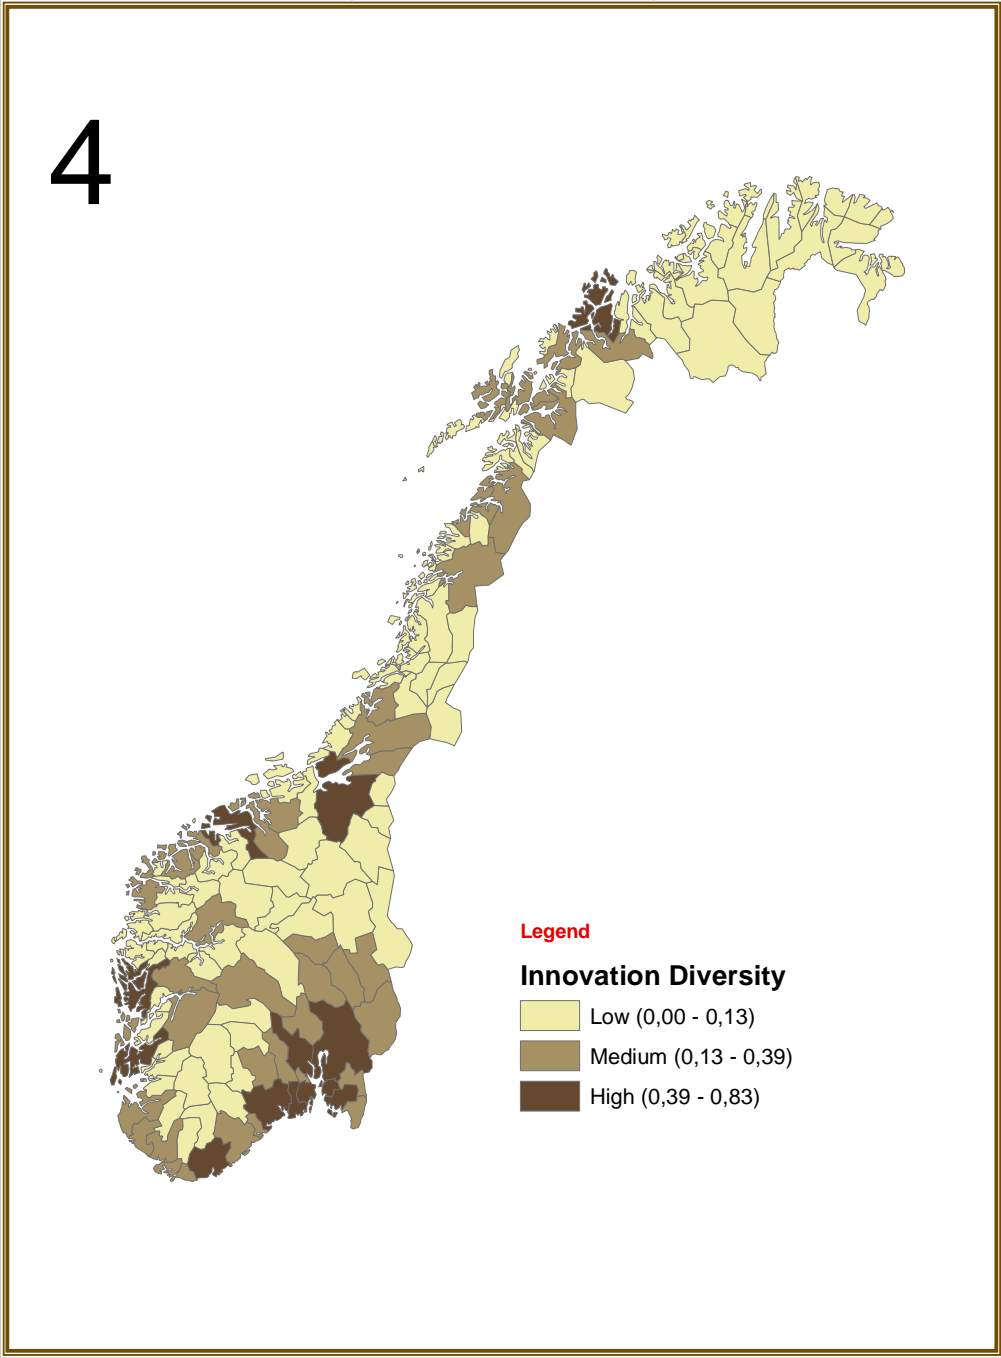 4
Legend
Innovation Diversity
Low (0,00 - 0,13)
Medium (0,13 - 0,39)
High (0,39 - 0,83)